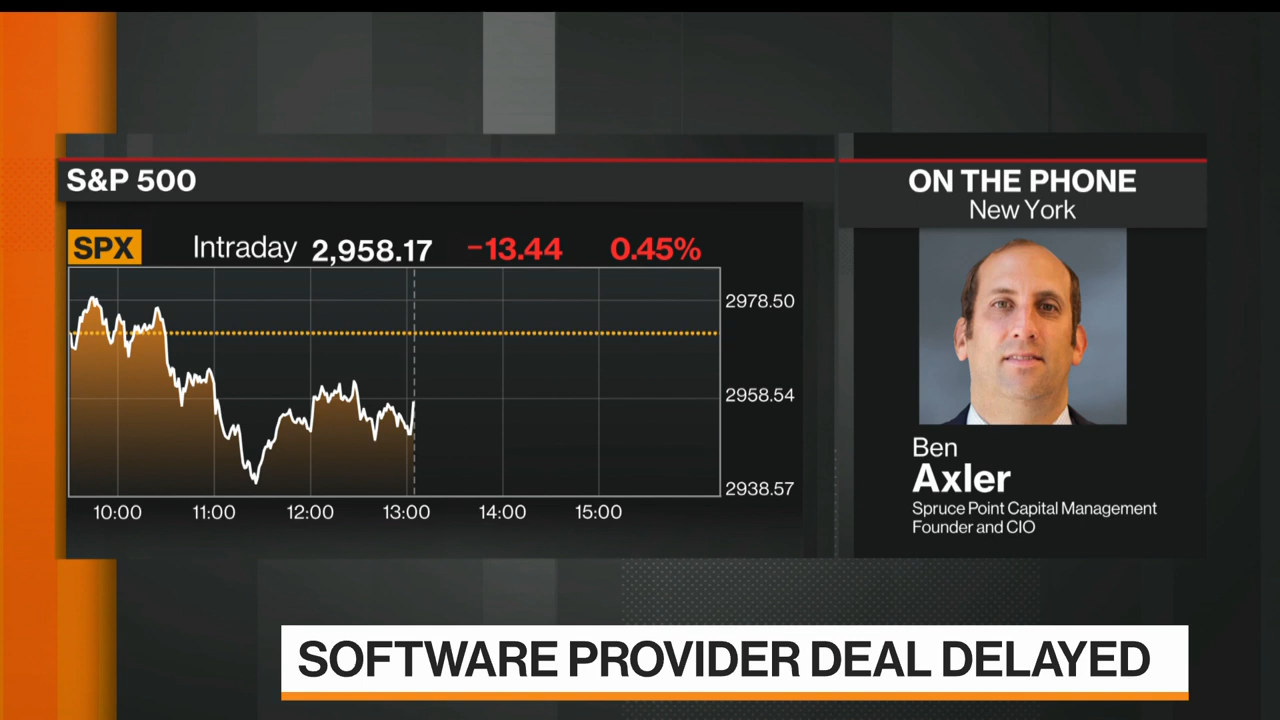 S&P 500
SPX Intraday 2,958.17 -13.44 0.45%
2978.50
2958.54
2938.57
10:00 11:00 12:00 13:00 14:00 15:00
ON THE PHONE
New York
Ben
Axler
Spruce Point Capital Management
Founder and CIO
SOFTWARE PROVIDER DEAL DELAYED